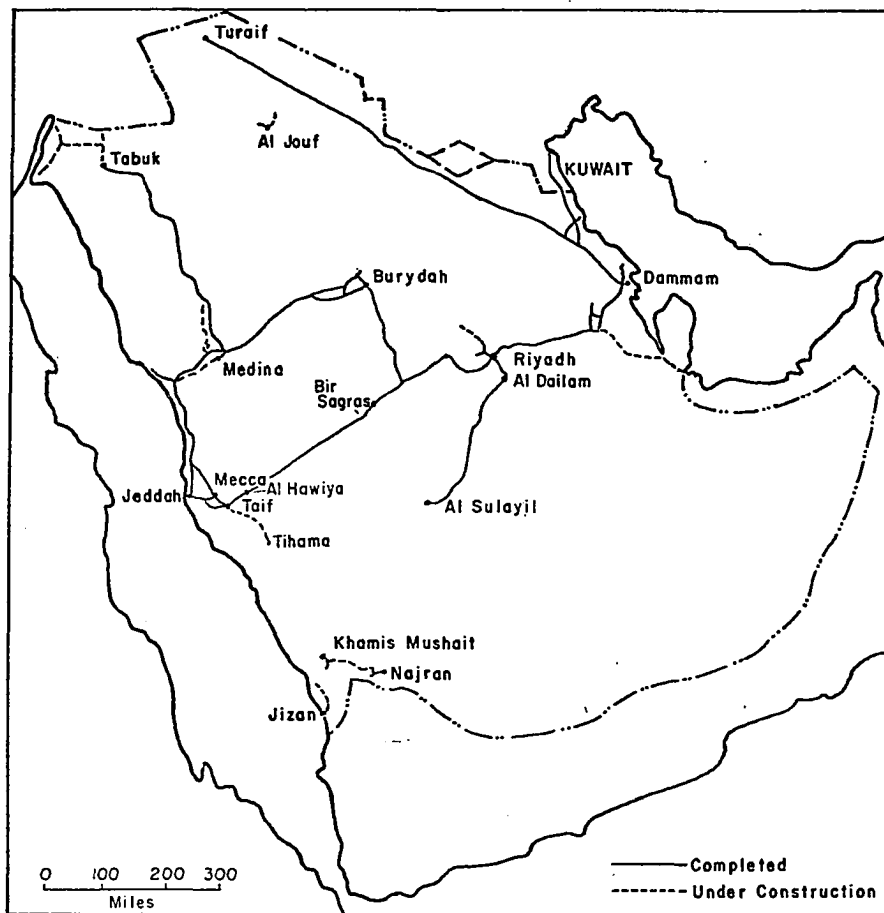 Turaif
Al Jouf
Tabuk
KUWAIT
Burydah
Dammam
Medina
Riyadh
Al Dailam
Bir
Sagras
Mecca
Al Hawiya
Jeddah
Taif
Al Sulayil
Tihama
Khamis Mushait
Najran
Jizan
0 100 200 300
Miles
Completed
Under Construction